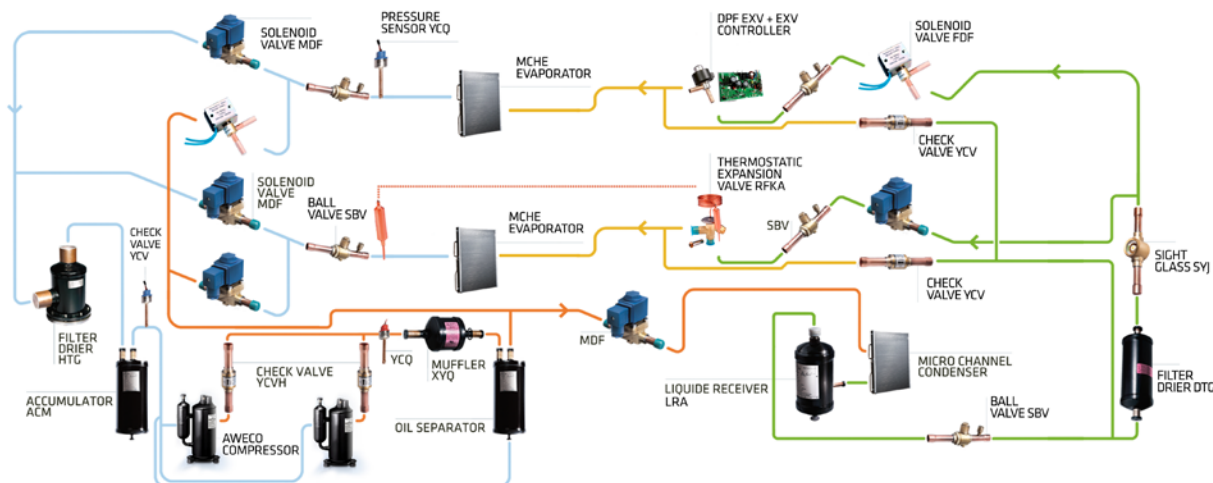 SOLENOID
VALVE MDF
PRESSURE
SENSOR YCQ
MCHE
EVAPORATOR
DPF EXV + EXV
CONTROLLER
SOLENOID
VALVE FDF
CHECK
VALVE YCV
SOLENOID
VALVE
MDF
BALL
VALVE SBV
MCHE
EVAPORATOR
THERMOSTATIC
EXPANSION
VALVE RFKA
SBV
CHECK
VALVE YCV
SIGHT
GLASS SYJ
CHECK
VALVE
YCV
FILTER
DRIER
HTG
ACCUMULATOR
ACM
CHECK VALVE
YCVH
AWECO
COMPRESSOR
YCQ
MUFFLER
XYQ
OIL SEPARATOR
MDF
LIQUIDE RECEIVER
LRA
MICRO CHANNEL
CONDENSER
BALL
VALVE SBV
FILTER
DRIER DTG